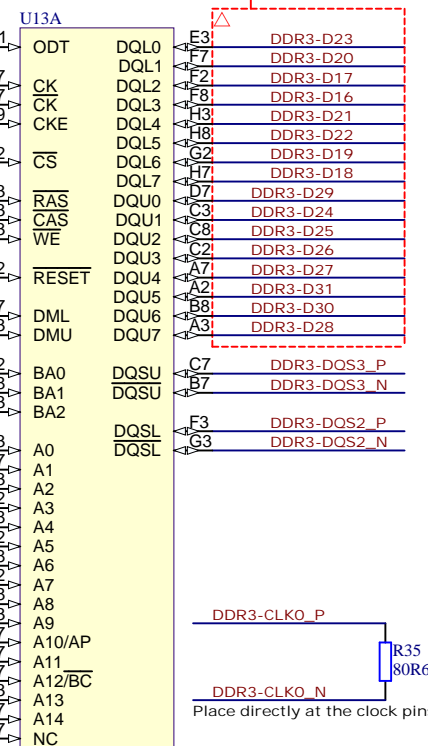 U13A
ODT DQL0 E3 DDR3-D23
DQL1 F7 DDR3-D20
CK DQL2 F2 DDR3-D17
CK DQL3 F8 DDR3-D16
CKE DQL4 H3 DDR3-D21
DQL5 H8 DDR3-D22
CS DQL6 G2 DDR3-D19
DQL7 H7 DDR3-D18
RAS DQU0 D7 DDR3-D29
CAS DQU1 C3 DDR3-D24
WE DQU2 C8 DDR3-D25
DQU3 C2 DDR3-D26
RESET DQU4 A7 DDR3-D27
DQU5 A2 DDR3-D31
DML DQU6 B8 DDR3-D30
DMU DQU7 A3 DDR3-D28
BA0 DQSU C7 DDR3-DQS3_P
BA1 DQSU B7 DDR3-DQS3_N
BA2
DQSL F3 DDR3-DQS2_P
A0 DQSL G3 DDR3-DQS2_N
A1
A2
A3
A4
A5
A6
A7
A8
A9 DDR3-CLK0_P
A10/AP
A11 R35
A12/BC 80R6
A13 DDR3-CLK0_N
A14 Place directly at the clock pin
NC